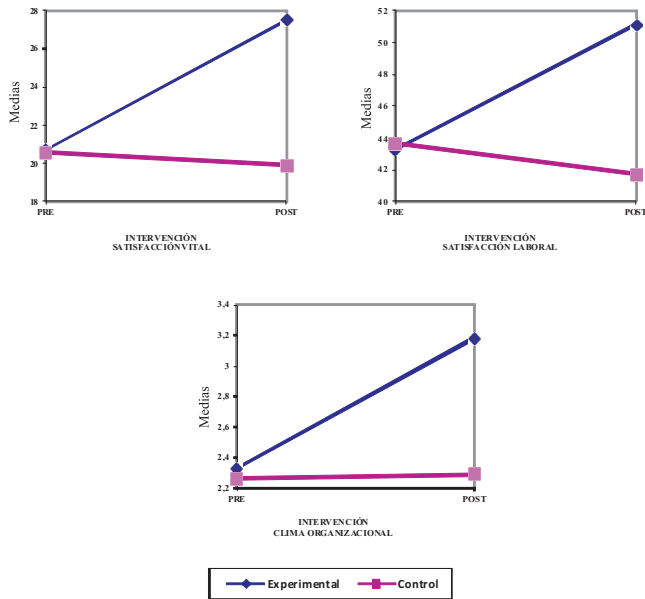 28
26
24
22
20
18
Medias
PRE
POST
INTERVENCIÓN
SATISFACCIÓN VITAL
52
50
48
46
44
42
40
Medias
PRE
POST
INTERVENCIÓN
SATISFACCIÓN LABORAL
3,4
3,2
3
2,8
2,6
2,4
2,2
Medias
PRE
POST
INTERVENCIÓN
CLIMA ORGANIZACIONAL
Experimental
Control